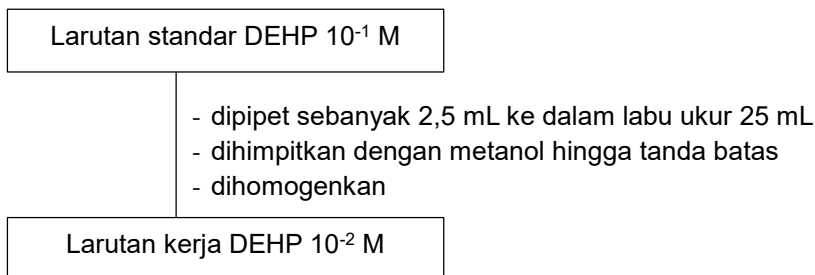 Larutan standar DEHP 10⁻¹ M
- dipipet sebanyak 2,5 mL ke dalam labu ukur 25 mL
- dihimpitkan dengan metanol hingga tanda batas
- dihomogenkan
Larutan kerja DEHP 10⁻² M